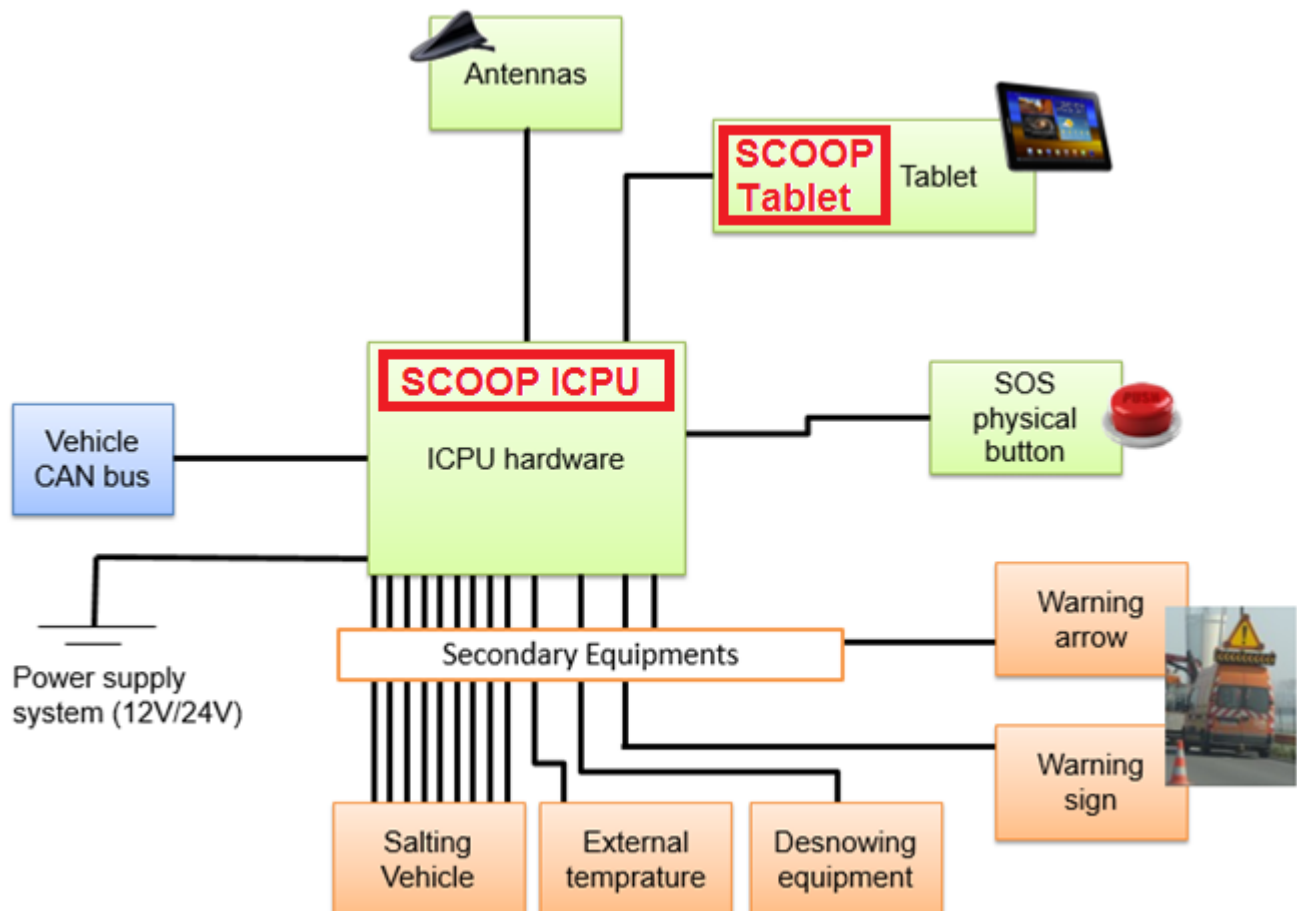 Antennas
SCOOP
Tablet
Tablet
SCOOP ICPU
ICPU hardware
SOS
physical
button
PUSH
Vehicle
CAN bus
Power supply
system (12V/24V)
Secondary Equipments
Warning
arrow
Warning
sign
Salting
Vehicle
External
temprature
Desnowing
equipment